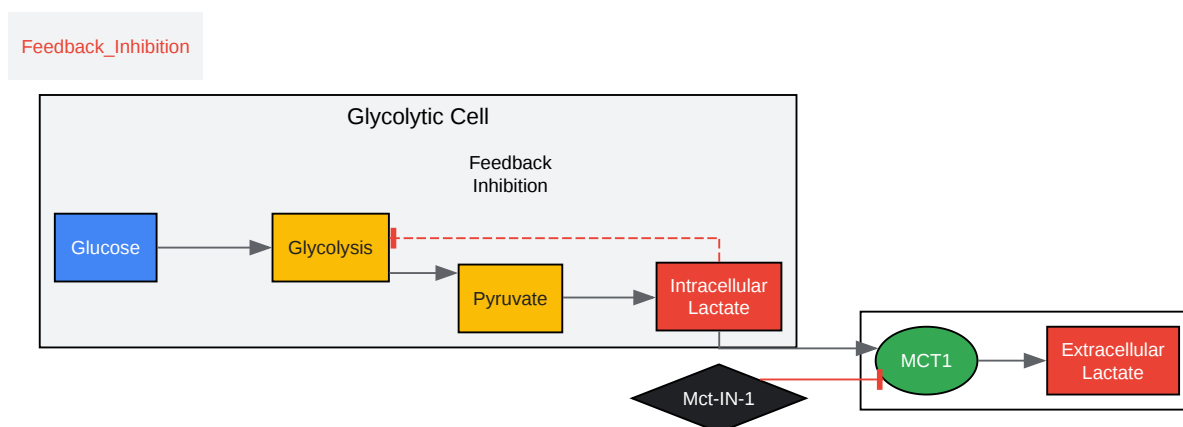 Feedback_Inhibition
Glycolytic Cell
Feedback
Inhibition
Glucose
Glycolysis
Pyruvate
Intracellular
Lactate
MCT1
Extracellular
Lactate
Mct-IN-1